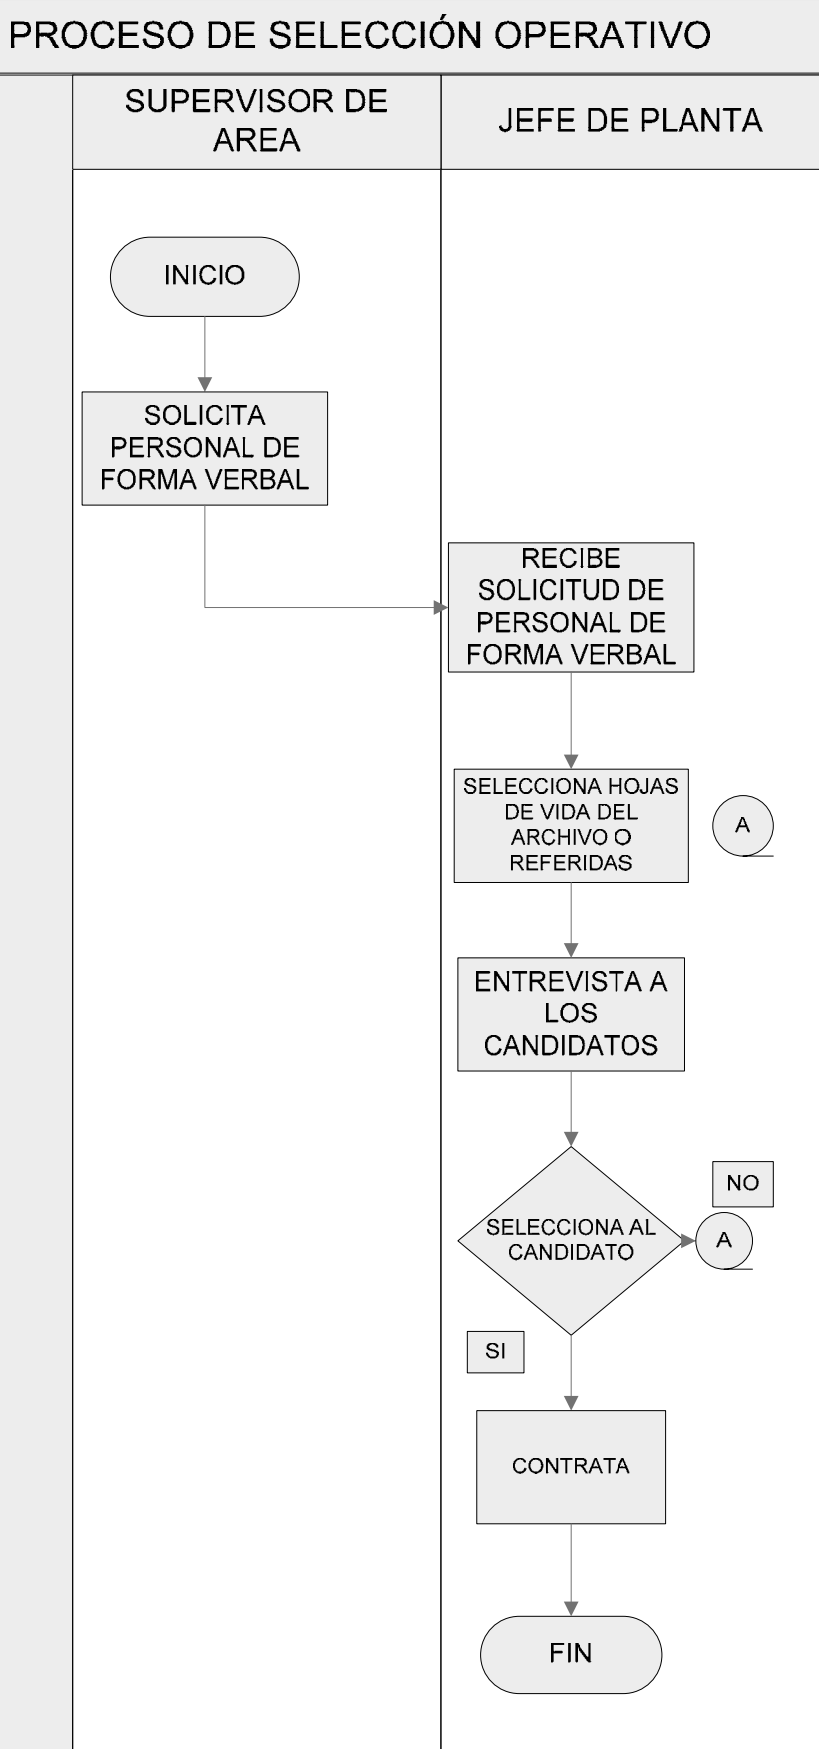 PROCESO DE SELECCIÓN OPERATIVO
SUPERVISOR DE
AREA
JEFE DE PLANTA
INICIO
SOLICITA
PERSONAL DE
FORMA VERBAL
RECIBE
SOLICITUD DE
PERSONAL DE
FORMA VERBAL
SELECCIONA HOJAS
DE VIDA DEL
ARCHIVO O
REFERIDAS
A
ENTREVISTA A
LOS
CANDIDATOS
SELECCIONA AL
CANDIDATO
NO
A
SI
CONTRATA
FIN